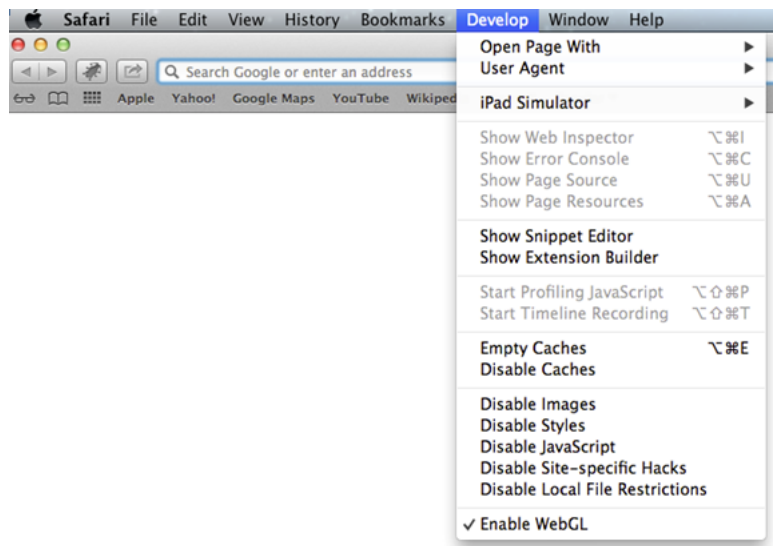 Safari File Edit View History Bookmarks Develop Window Help
Search Google or enter an address
Apple Yahoo! Google Maps YouTube Wikiped
Open Page With ▶
User Agent ▶
iPad Simulator ▶
Show Web Inspector ⌥⌘I
Show Error Console ⌥⌘C
Show Page Source ⌥⌘U
Show Page Resources ⌥⌘A
Show Snippet Editor
Show Extension Builder
Start Profiling JavaScript ⌥⇧⌘P
Start Timeline Recording ⌥⇧⌘T
Empty Caches ⌥⌘E
Disable Caches
Disable Images
Disable Styles
Disable JavaScript
Disable Site-specific Hacks
Disable Local File Restrictions
✓ Enable WebGL